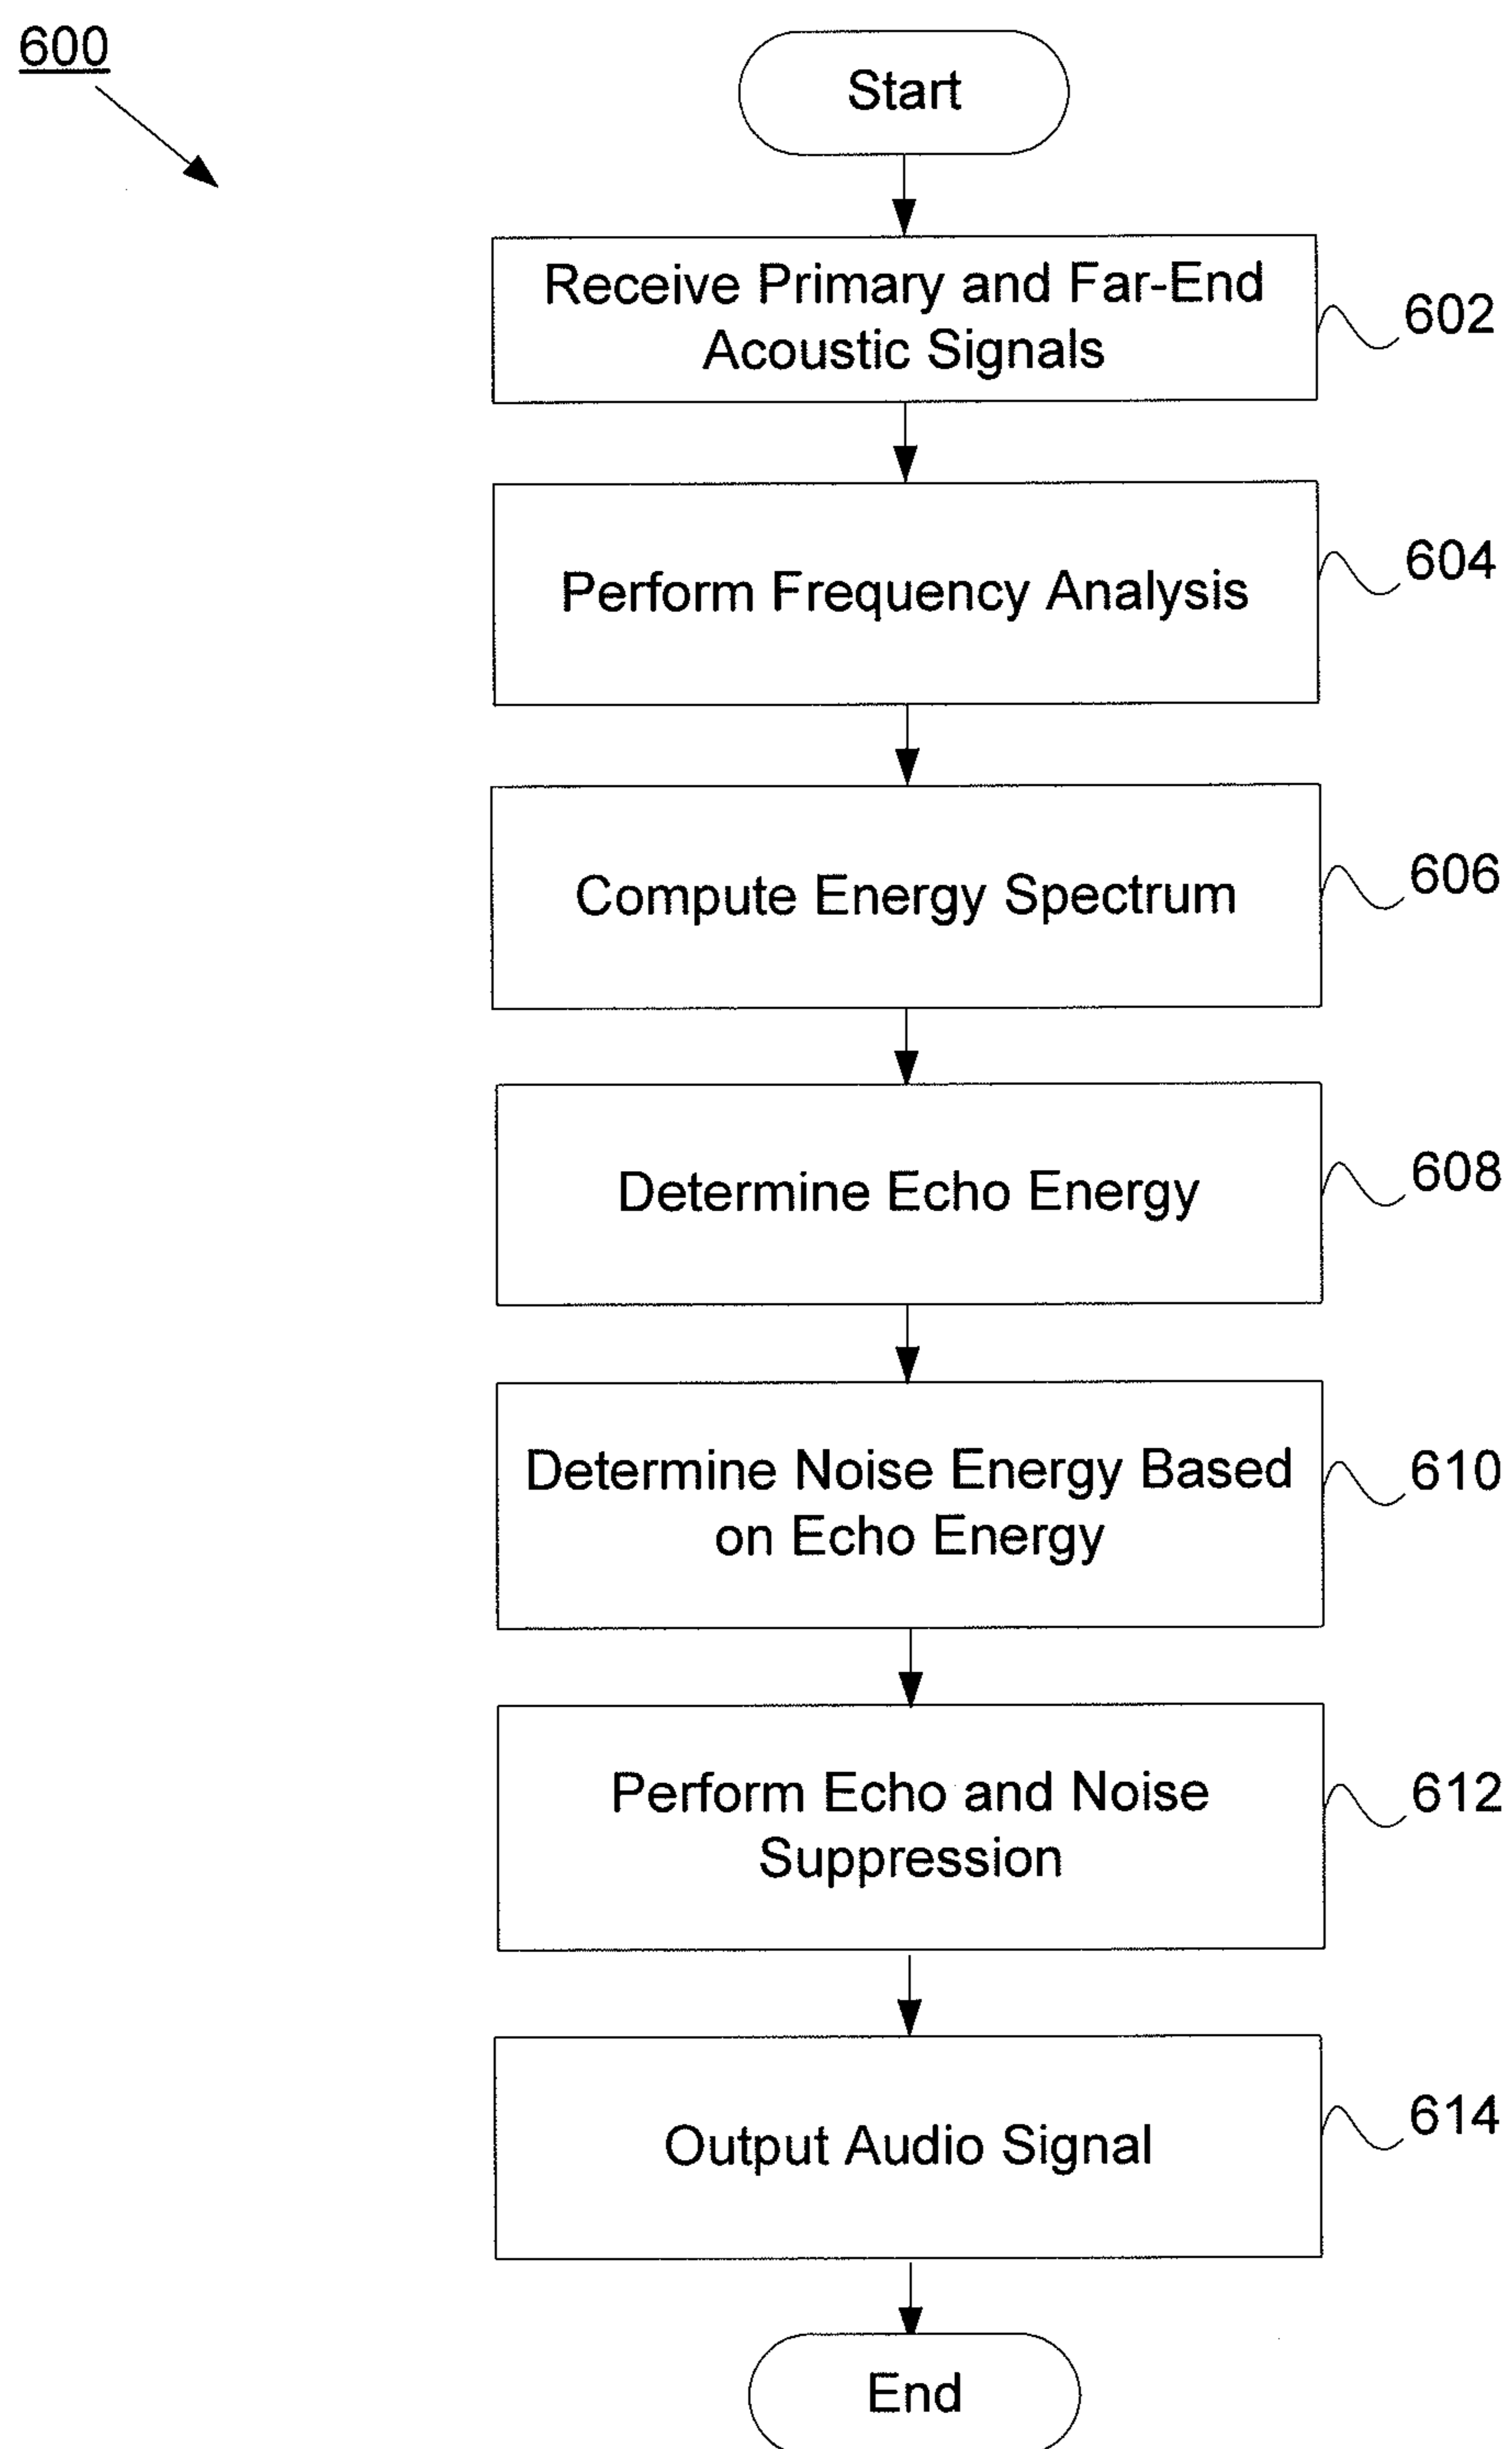 600
Start
Receive Primary and Far-End
Acoustic Signals
602
Perform Frequency Analysis
604
Compute Energy Spectrum
606
Determine Echo Energy
608
Determine Noise Energy Based
on Echo Energy
610
Perform Echo and Noise
Suppression
612
Output Audio Signal
614
End